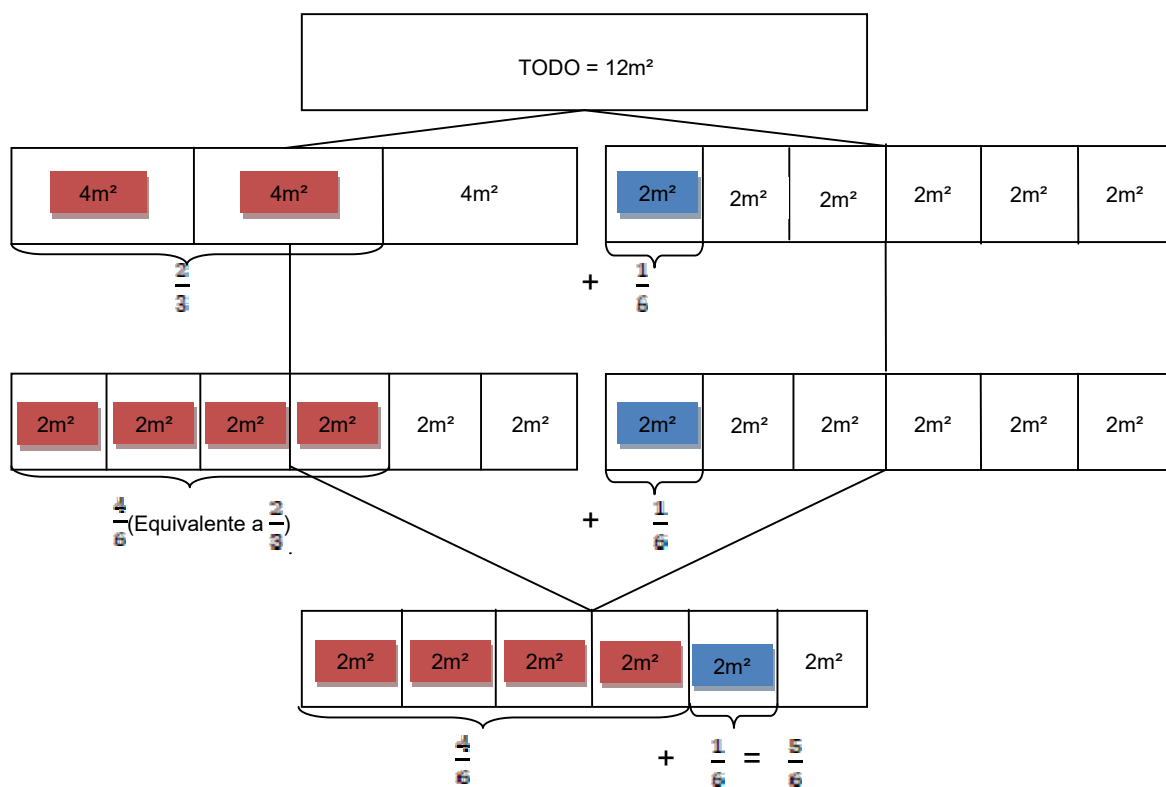 TODO = 12m²
4m² 4m² 4m² 2m² 2m² 2m² 2m² 2m² 2m²
2/3 + 1/6
2m² 2m² 2m² 2m² 2m² 2m² 2m² 2m² 2m² 2m² 2m² 2m²
4/6 (Equivalente a 2/3). + 1/6
2m² 2m² 2m² 2m² 2m² 2m²
4/6 + 1/6 = 5/6